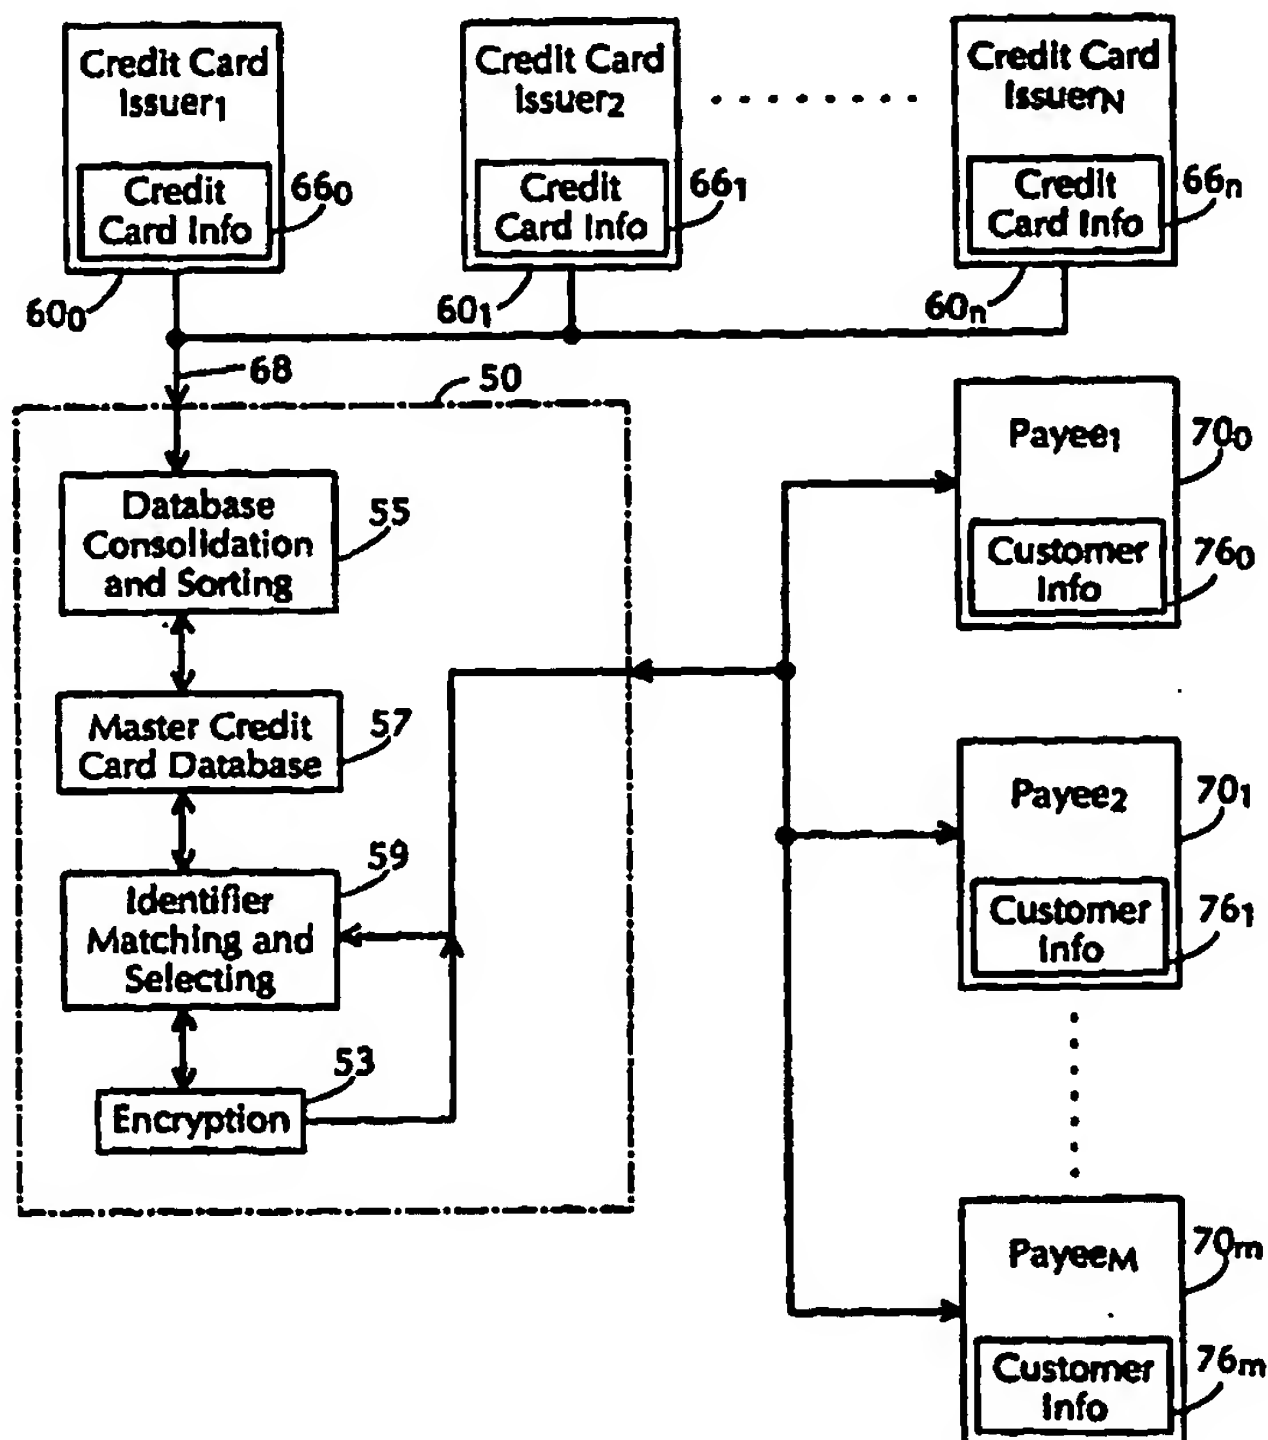 Credit Card
Issuer1
Credit
Card Info
660
600
Credit Card
Issuer2
Credit
Card Info
661
601
Credit Card
IssuerN
Credit
Card Info
66n
60n
68
50
Database
Consolidation
and Sorting
55
Master Credit
Card Database
57
Identifier
Matching and
Selecting
59
Encryption
53
Payee1
700
Customer
Info
760
Payee2
701
Customer
Info
761
PayeeM
70m
Customer
Info
76m